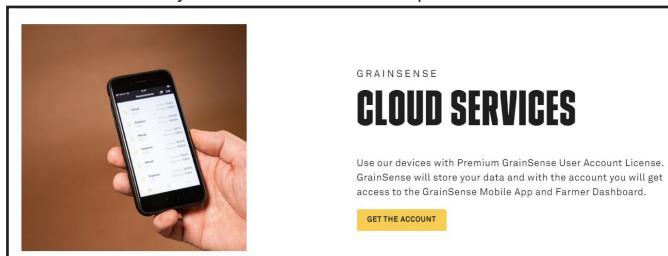 GRAINSENSE
CLOUD SERVICES
Use our devices with Premium GrainSense User Account License.
GrainSense will store your data and with the account you will get
access to the GrainSense Mobile App and Farmer Dashboard.
GET THE ACCOUNT